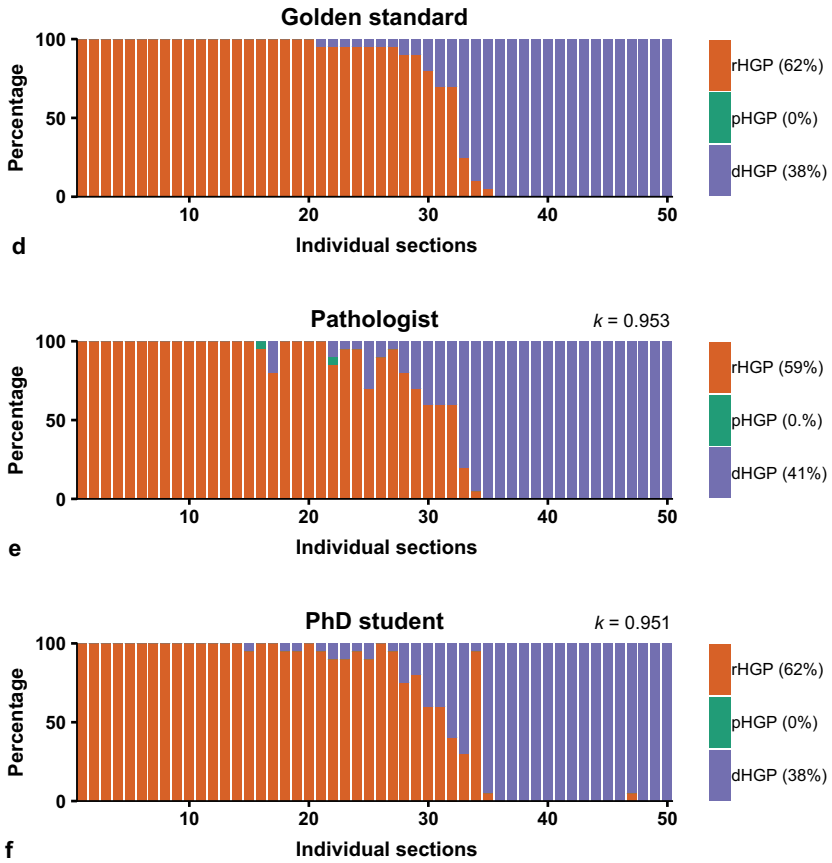 Golden standard
100
50
0
Percentage
10 20 30 40 50
Individual sections
rHGP (62%)
pHGP (0%)
dHGP (38%)
d
Pathologist
k = 0.953
100
50
0
Percentage
10 20 30 40 50
Individual sections
rHGP (59%)
pHGP (0.%)
dHGP (41%)
e
PhD student
k = 0.951
100
50
0
Percentage
10 20 30 40 50
Individual sections
rHGP (62%)
pHGP (0%)
dHGP (38%)
f